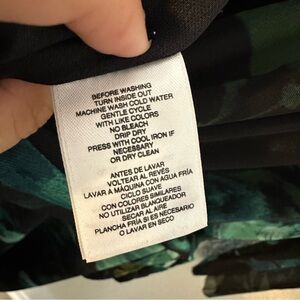 BEFORE WASHING
TURN INSIDE OUT
MACHINE WASH COLD WATER
GENTLE CYCLE
WITH LIKE COLORS
NO BLEACH
DRIP DRY
PRESS WITH COOL IRON IF
NECESSARY
OR DRY CLEAN
ANTES DE LAVAR
VOLTEAR AL REVÉS
LAVAR A MÁQUINA CON AGUA FRÍA
CICLO SUAVE
CON COLORES SIMILARES
NO UTILIZAR BLANQUEADOR
SECAR AL AIRE
PLANCHA FRÍA SI ES NECESARIO
O LAVAR EN SECO